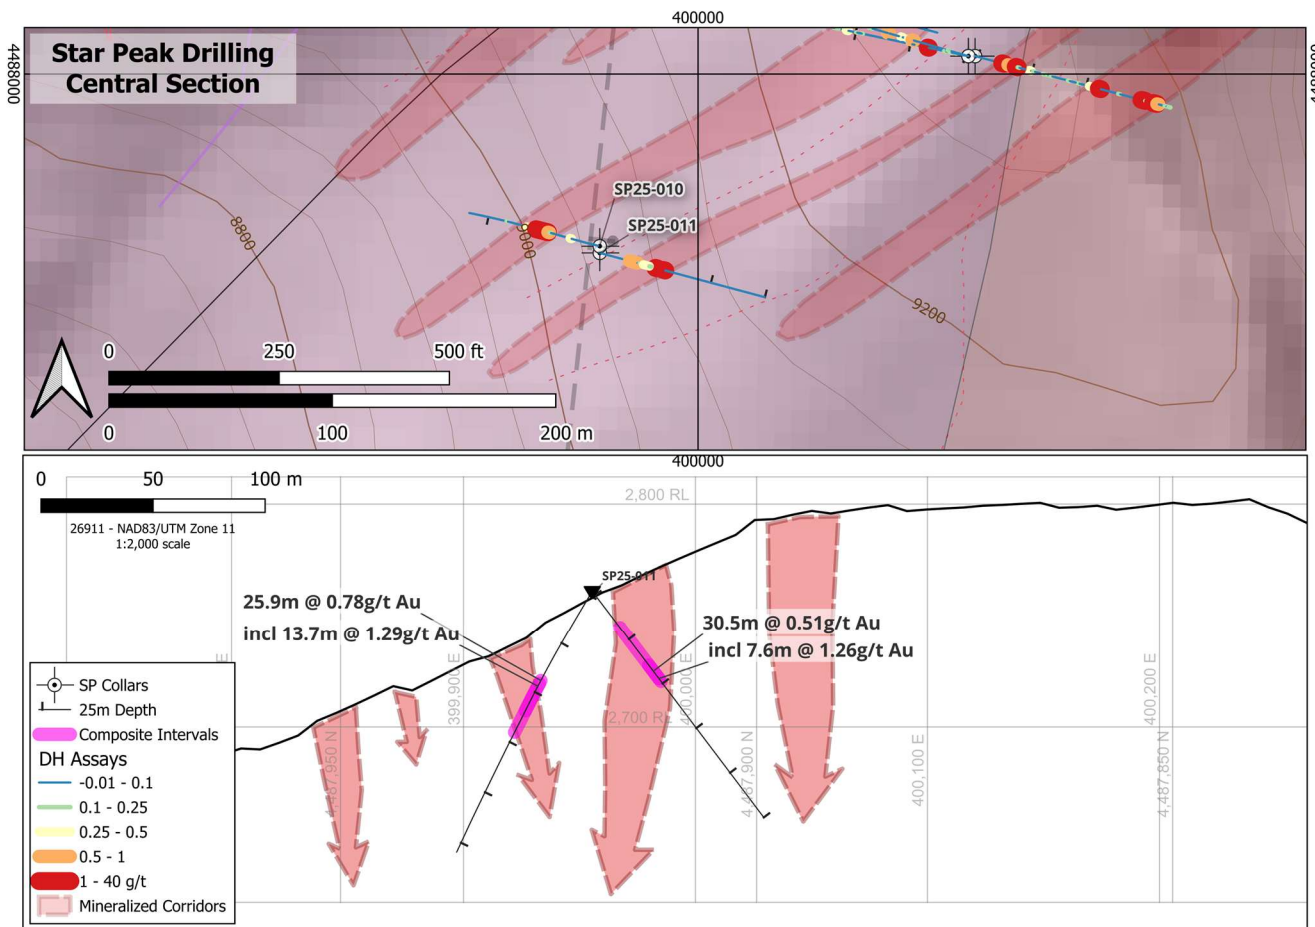 400000
4488000
Star Peak Drilling
Central Section
SP25-010
SP25-011
8800
9000
9200
0 250 500 ft
0 100 200 m
400000
0 50 100 m
26911 - NAD83/UTM Zone 11
1:2,000 scale
2,800 RL
SP25-011
25.9m @ 0.78g/t Au
incl 13.7m @ 1.29g/t Au
30.5m @ 0.51g/t Au
incl 7.6m @ 1.26g/t Au
E
399,900 E
2,700 RL
400,000 E
400,200 E
4,487,950 N
4,487,900 N
400,100 E
4,487,850 N
SP Collars
25m Depth
Composite Intervals
DH Assays
-0.01 - 0.1
0.1 - 0.25
0.25 - 0.5
0.5 - 1
1 - 40 g/t
Mineralized Corridors